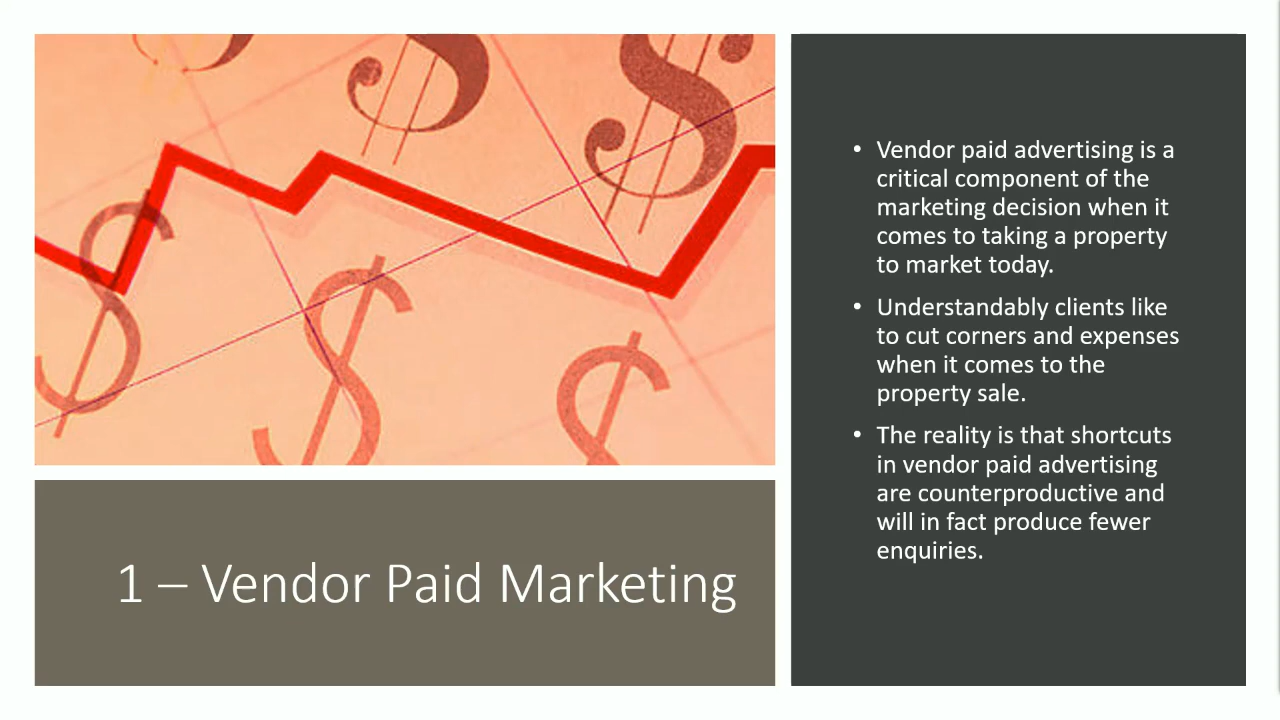 1 – Vendor Paid Marketing
• Vendor paid advertising is a
critical component of the
marketing decision when it
comes to taking a property
to market today.
• Understandably clients like
to cut corners and expenses
when it comes to the
property sale.
• The reality is that shortcuts
in vendor paid advertising
are counterproductive and
will in fact produce fewer
enquiries.